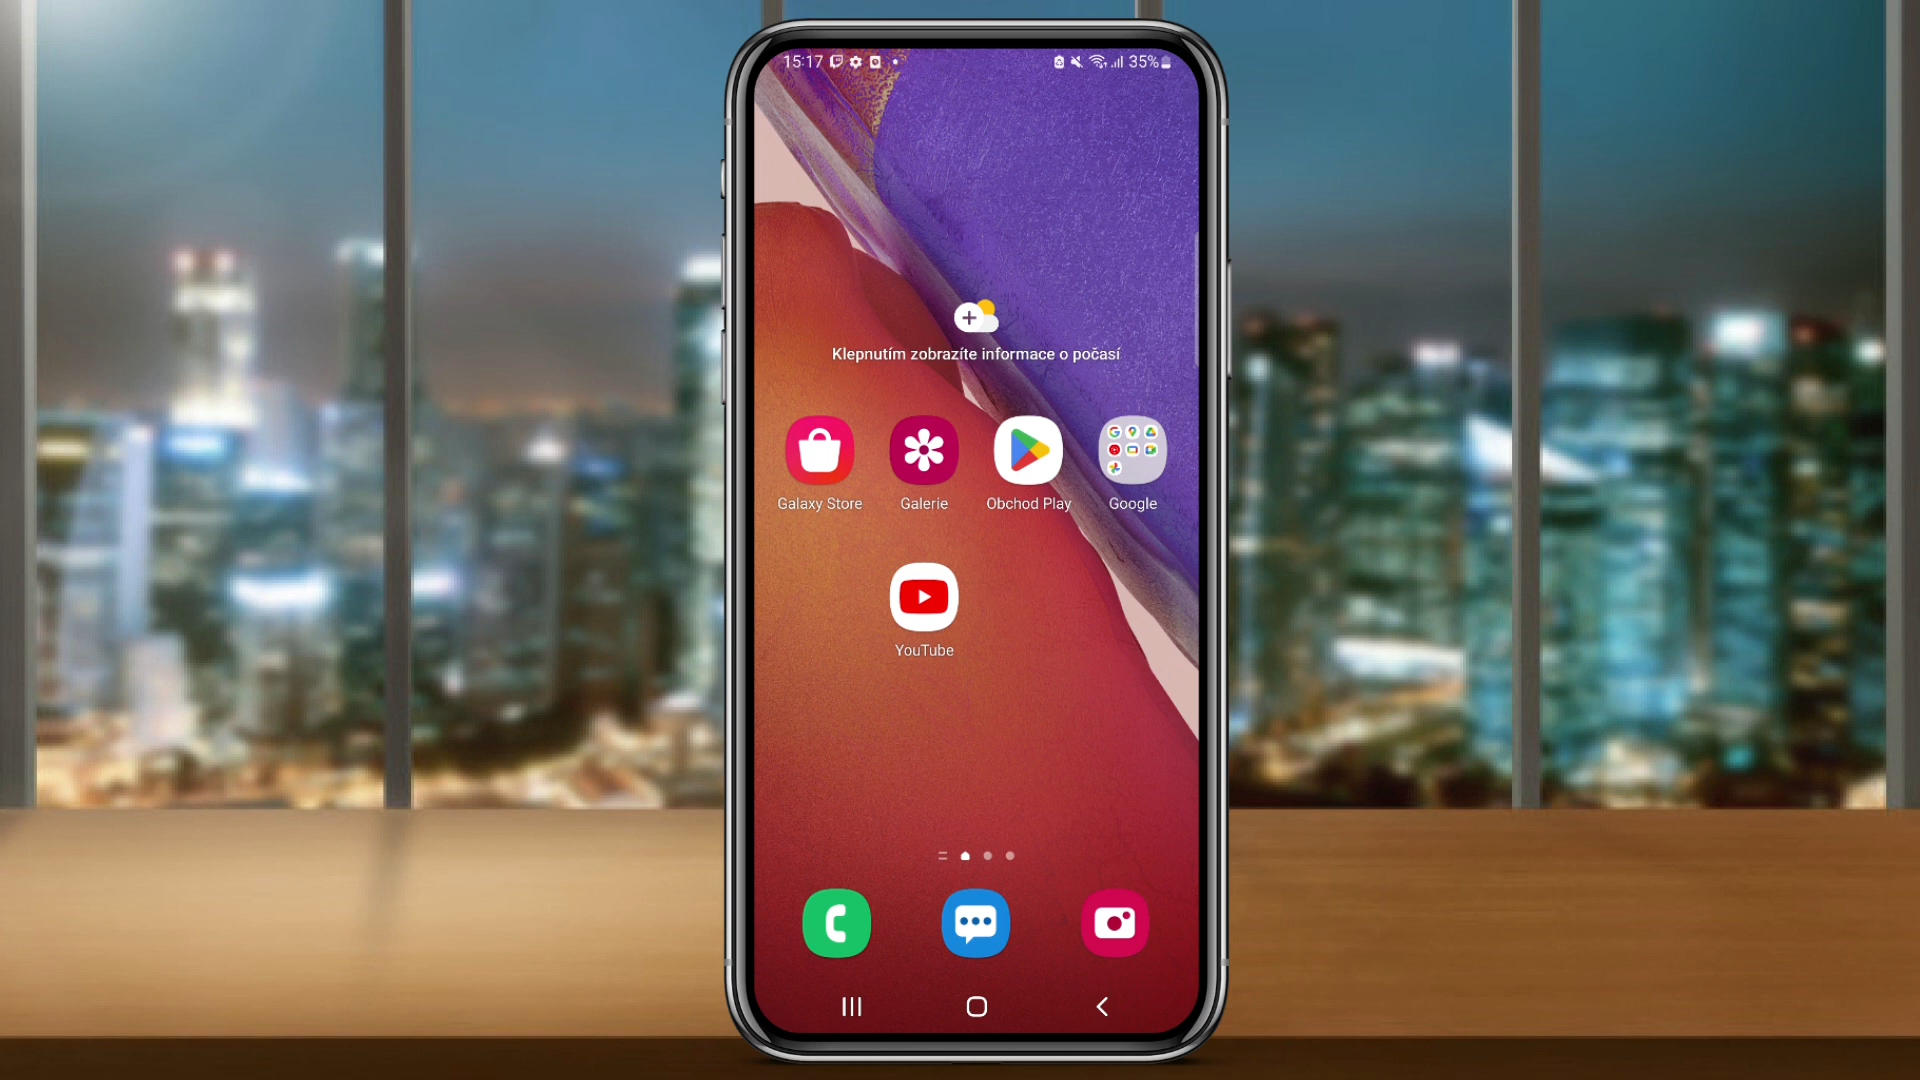 15:17 35%
Klepnutím zobrazíte informace o počasí
Galaxy Store Galerie Obchod Play Google
YouTube